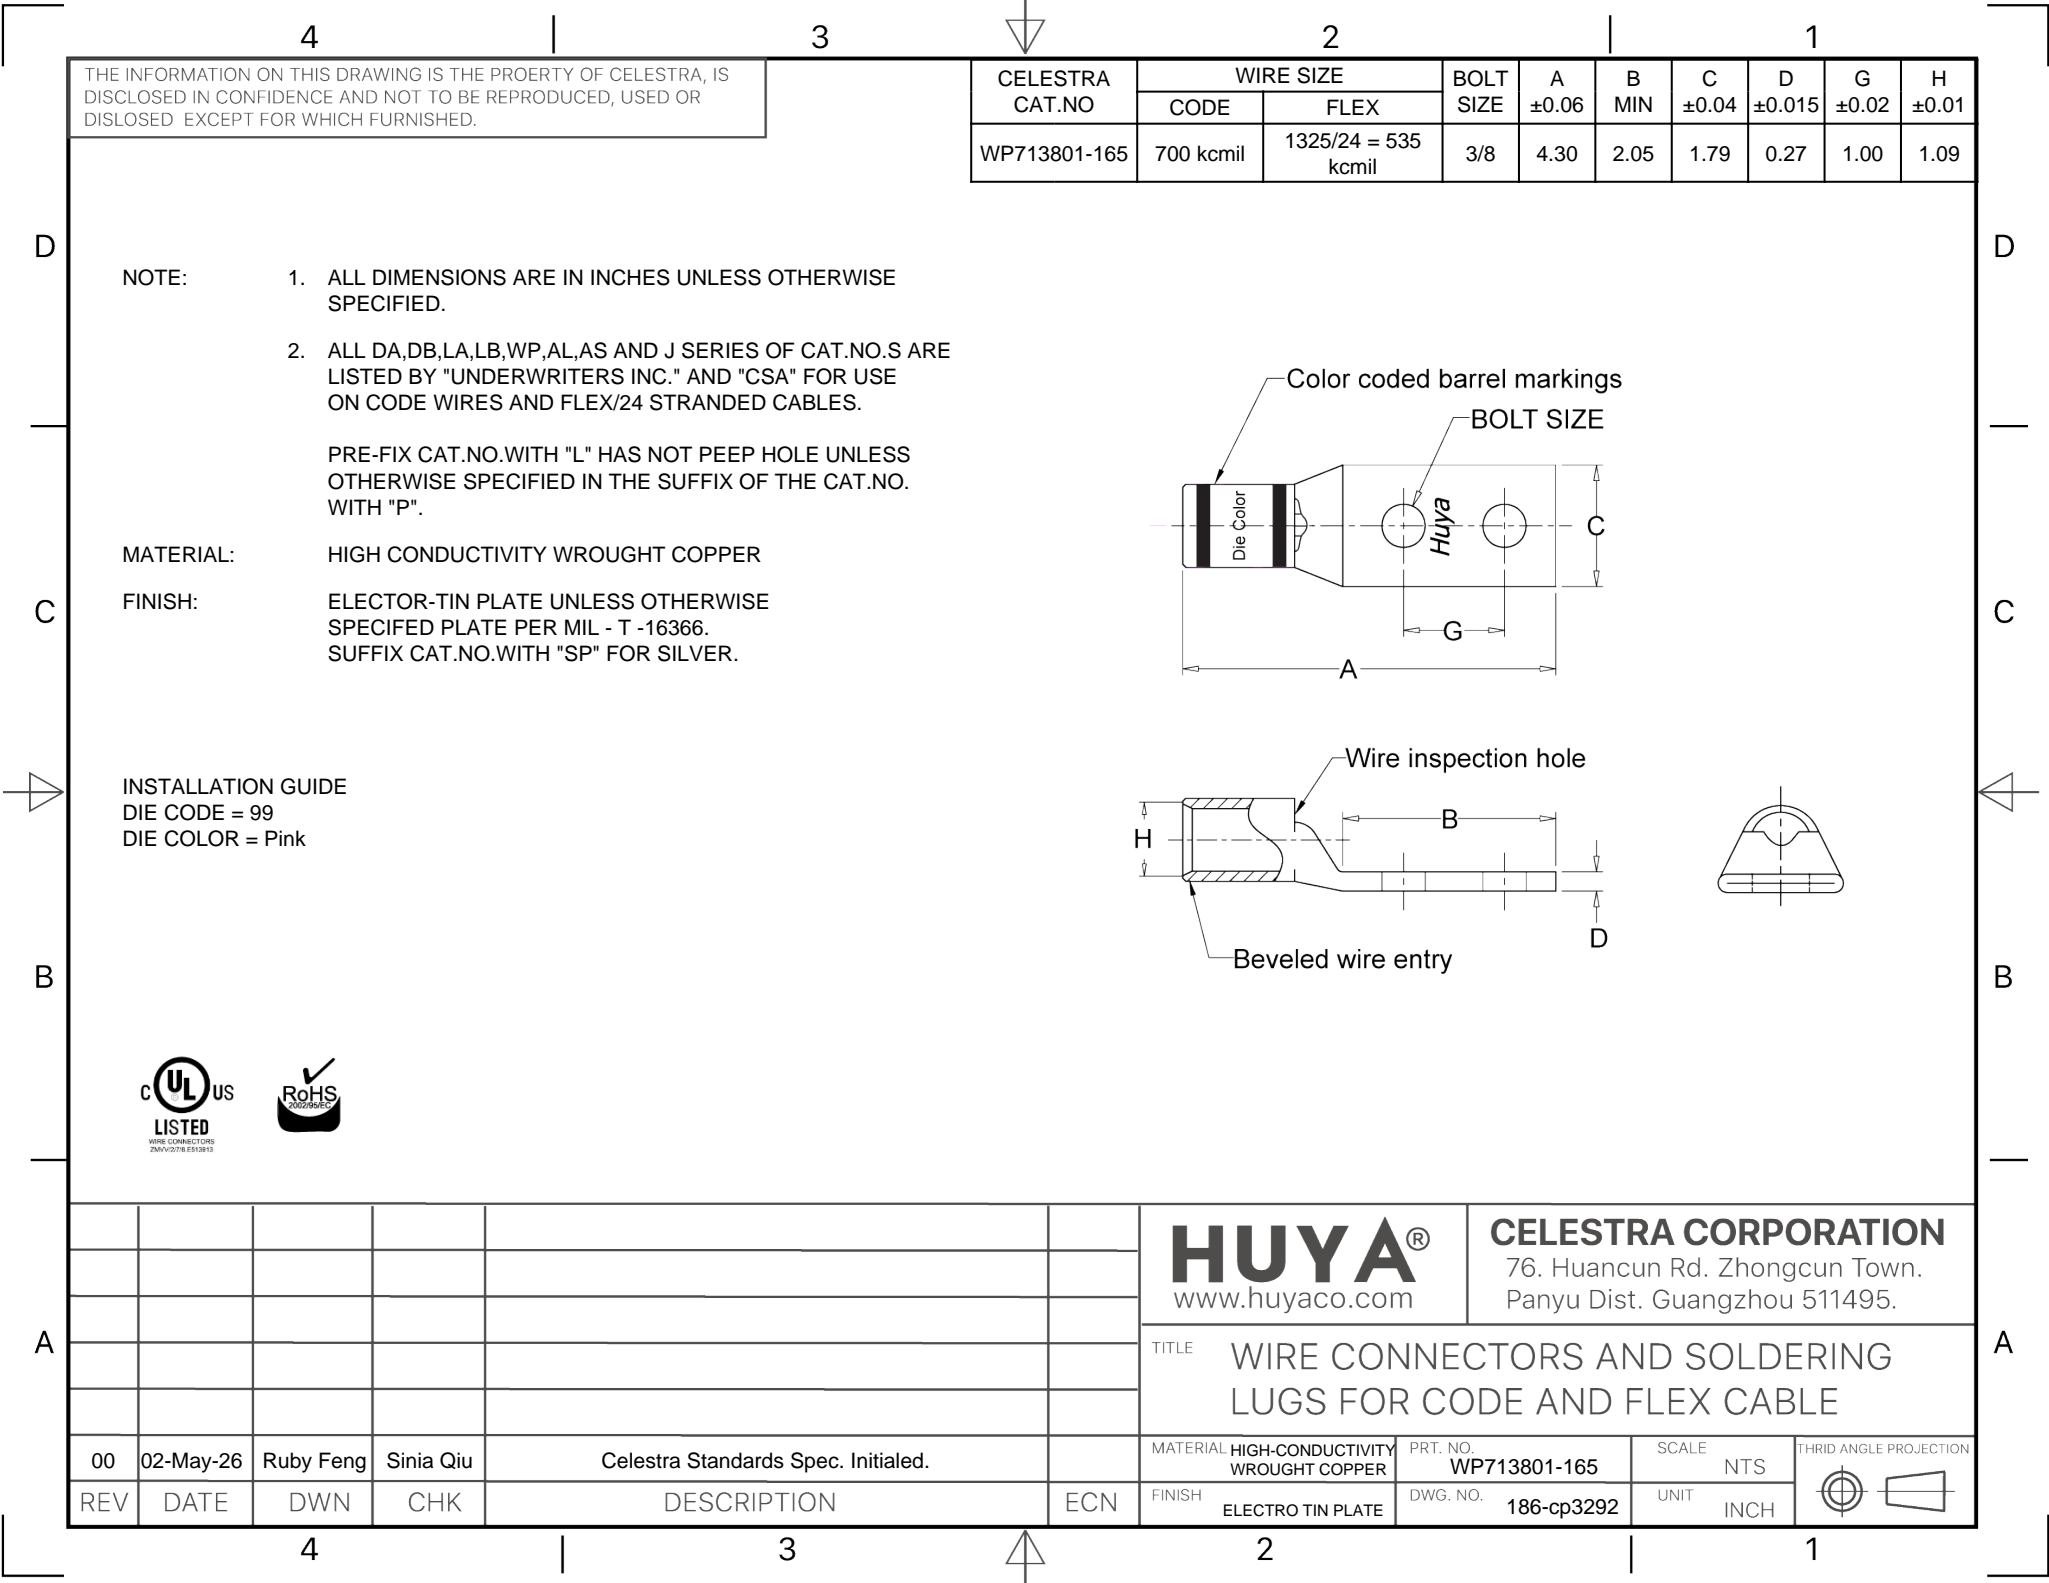 4 3 2 1
THE INFORMATION ON THIS DRAWING IS THE PROERTY OF CELESTRA, IS
DISCLOSED IN CONFIDENCE AND NOT TO BE REPRODUCED, USED OR
DISLOSED EXCEPT FOR WHICH FURNISHED.
CELESTRA CAT.NO WIRE SIZE BOLT SIZE A ±0.06 B MIN C ±0.04 D ±0.015 G ±0.02 H ±0.01
CODE FLEX
WP713801-165 700 kcmil 1325/24 = 535 kcmil 3/8 4.30 2.05 1.79 0.27 1.00 1.09
D D
NOTE: 1. ALL DIMENSIONS ARE IN INCHES UNLESS OTHERWISE
SPECIFIED.
2. ALL DA,DB,LA,LB,WP,AL,AS AND J SERIES OF CAT.NO.S ARE
LISTED BY "UNDERWRITERS INC." AND "CSA" FOR USE
ON CODE WIRES AND FLEX/24 STRANDED CABLES.
PRE-FIX CAT.NO.WITH "L" HAS NOT PEEP HOLE UNLESS
OTHERWISE SPECIFIED IN THE SUFFIX OF THE CAT.NO.
WITH "P".
MATERIAL: HIGH CONDUCTIVITY WROUGHT COPPER
FINISH: ELECTOR-TIN PLATE UNLESS OTHERWISE
SPECIFED PLATE PER MIL - T -16366.
SUFFIX CAT.NO.WITH "SP" FOR SILVER.
C C
Color coded barrel markings
BOLT SIZE
Die Color
Huya
C
G
A
INSTALLATION GUIDE
DIE CODE = 99
DIE COLOR = Pink
Wire inspection hole
H
B
D
Beveled wire entry
B B
C UL US
®
LISTED
WIRE CONNECTORS
ZMVV/2/7/8.E513913
RoHS
2002/95/EC
A A
HUYA®
www.huyaco.com
CELESTRA CORPORATION
76. Huancun Rd. Zhongcun Town.
Panyu Dist. Guangzhou 511495.
TITLE WIRE CONNECTORS AND SOLDERING
LUGS FOR CODE AND FLEX CABLE
00 02-May-26 Ruby Feng Sinia Qiu Celestra Standards Spec. Initialed.
REV DATE DWN CHK DESCRIPTION ECN
MATERIAL HIGH-CONDUCTIVITY
WROUGHT COPPER
PRT. NO.
WP713801-165
SCALE
NTS
THRID ANGLE PROJECTION
FINISH
ELECTRO TIN PLATE
DWG. NO.
186-cp3292
UNIT
INCH
4 3 2 1